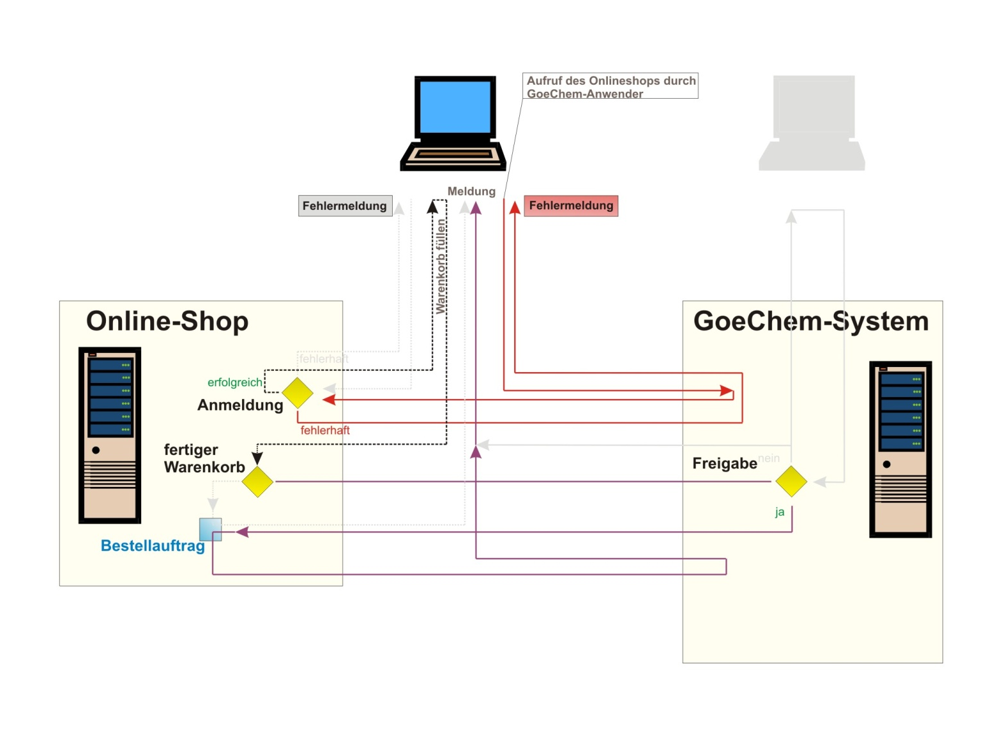 Aufruf des Onlineshops durch
GoeChem-Anwender
Meldung
Fehlermeldung
Fehlermeldung
Warenkorb füllen
Online-Shop
GoeChem-System
fehlerhaft
erfolgreich
Anmeldung
fehlerhaft
fertiger
Warenkorb
Freigabe
nein
ja
Bestellauftrag